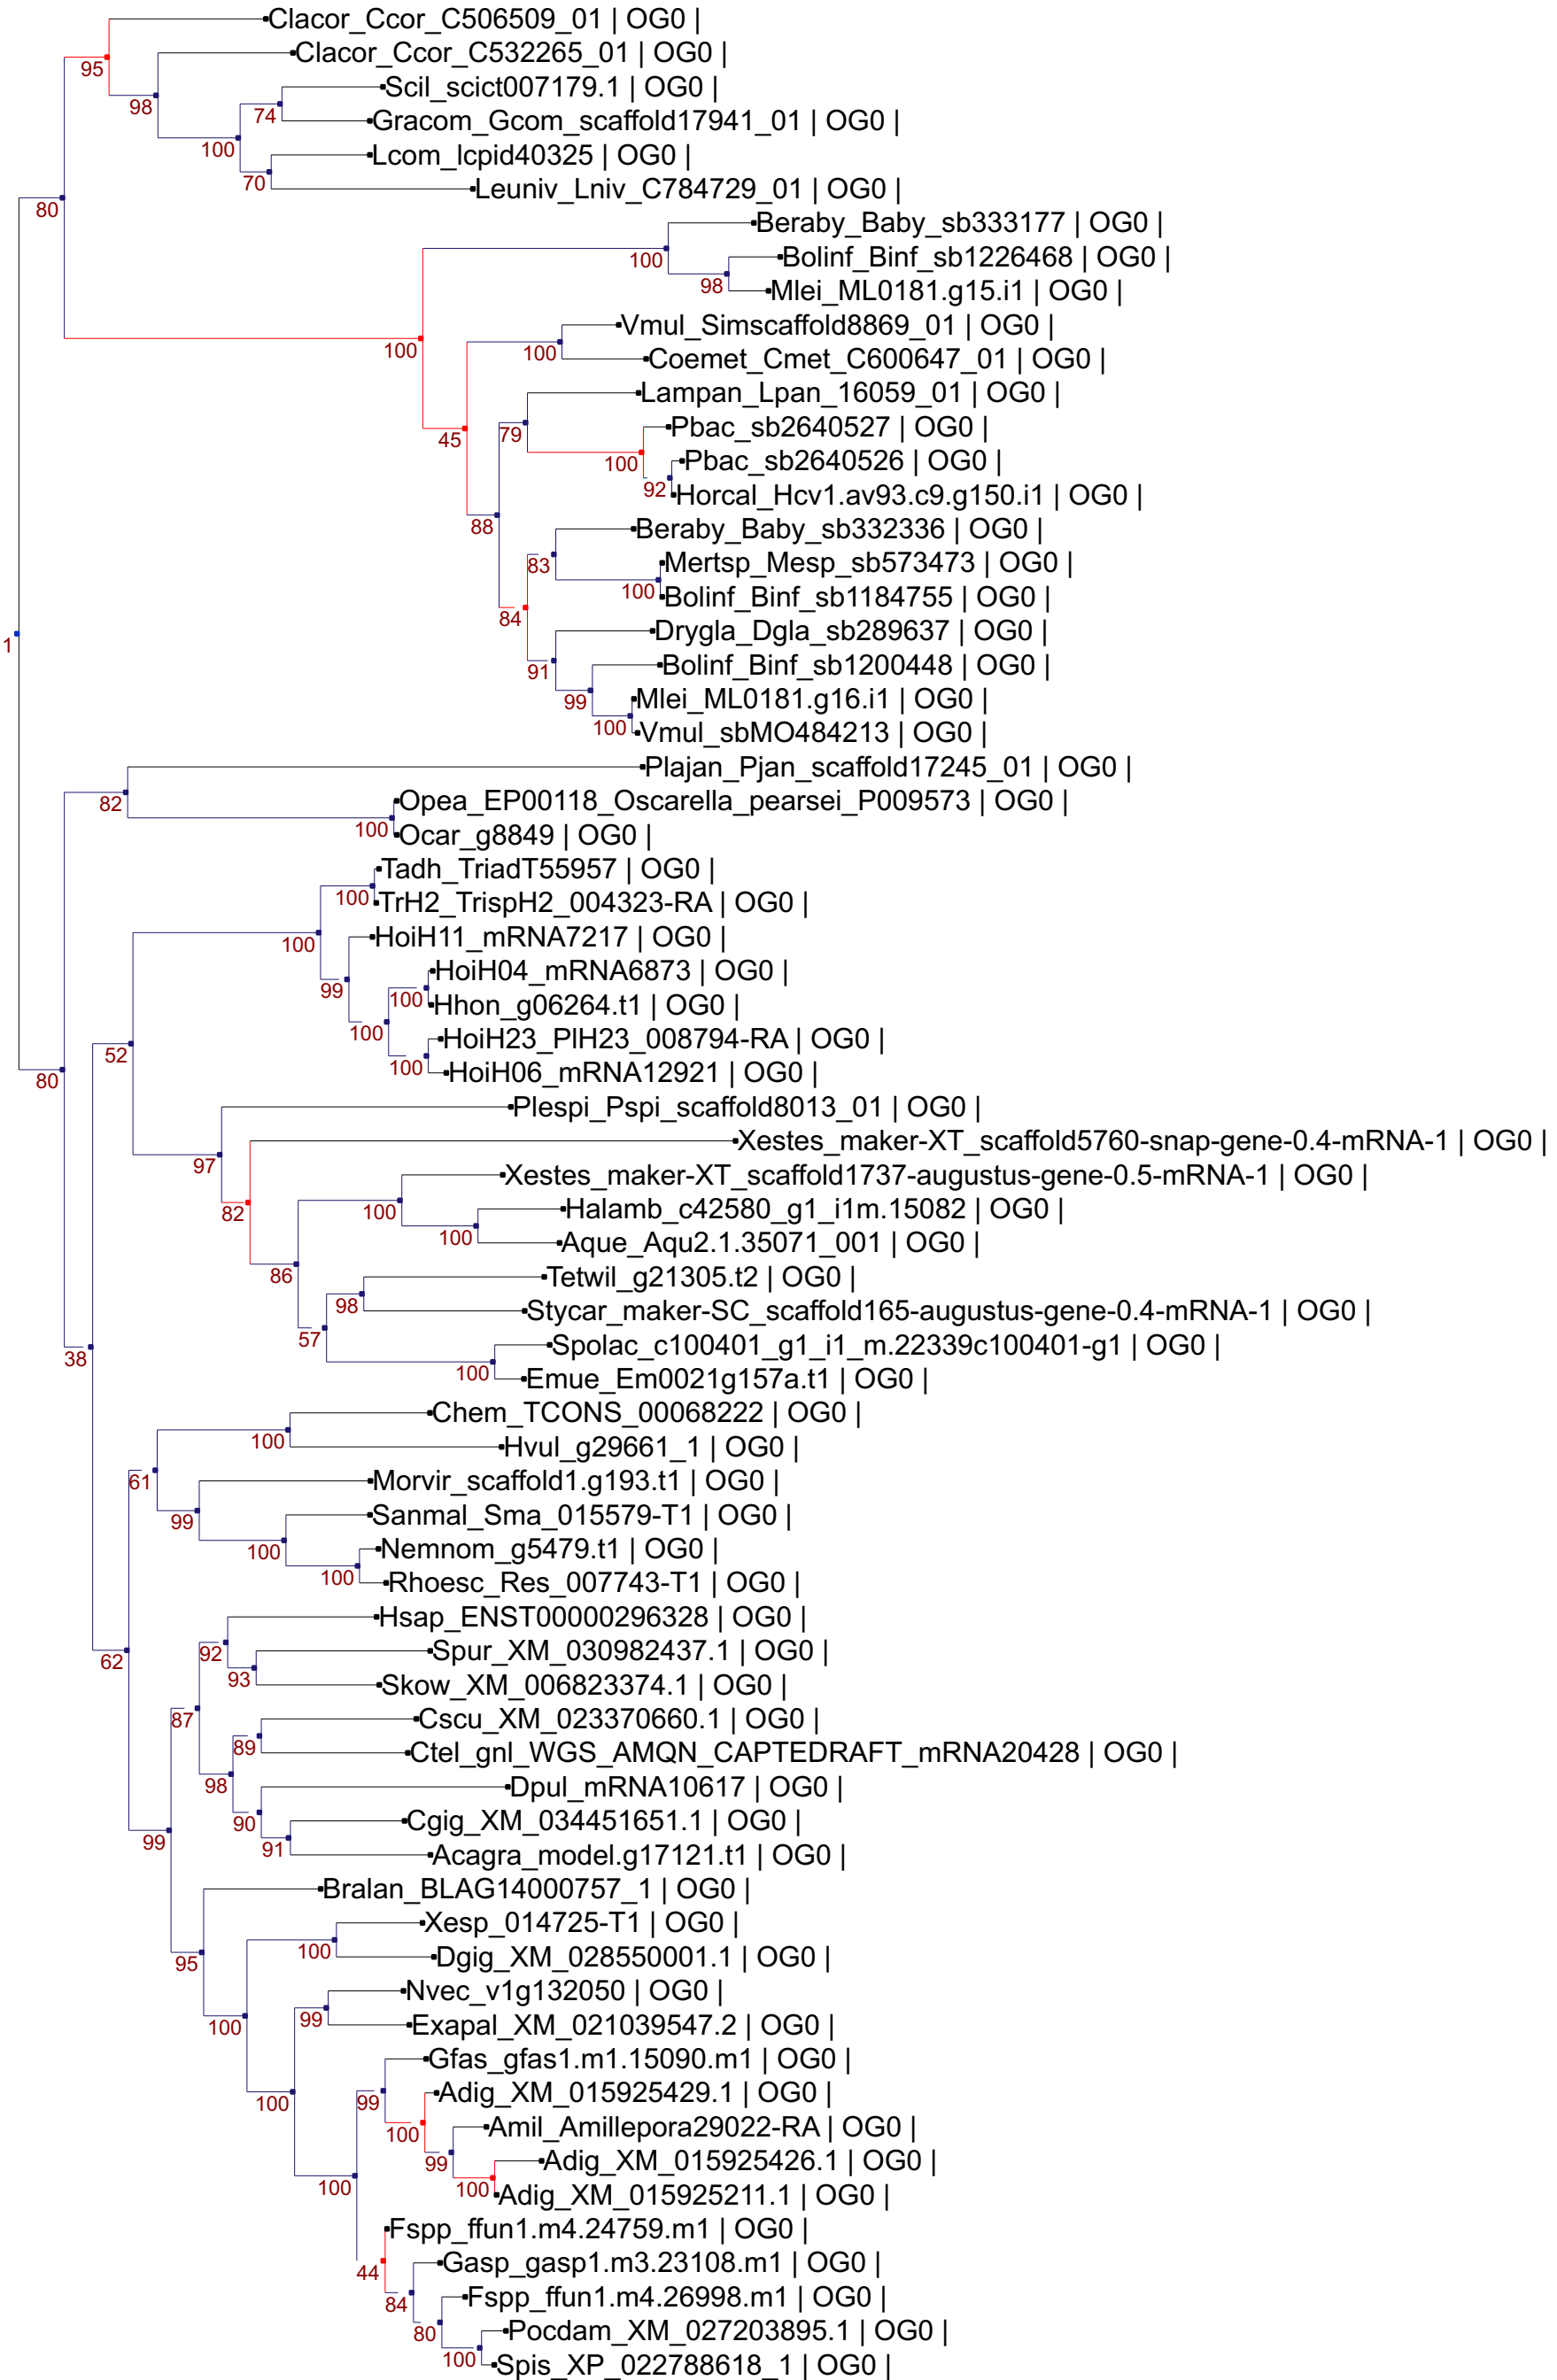 Clacor_Ccor_C506509_01 | OG0 |
Clacor_Ccor_C532265_01 | OG0 |
95
Scil_scict007179.1 | OG0 |
98
74
Gracom_Gcom_scaffold17941_01 | OG0 |
100
Lcom_lcpid40325 | OG0 |
70
Leuniv_Lniv_C784729_01 | OG0 |
80
Beraby_Baby_sb333177 | OG0 |
100
Bolinf_Binf_sb1226468 | OG0 |
98
Mlei_ML0181.g15.i1 | OG0 |
Vmul_Simscaffold8869_01 | OG0 |
100
100
Coemet_Cmet_C600647_01 | OG0 |
Lampan_Lpan_16059_01 | OG0 |
45
79
Pbac_sb2640527 | OG0 |
100
Pbac_sb2640526 | OG0 |
92
Horcal_Hcv1.av93.c9.g150.i1 | OG0 |
88
Beraby_Baby_sb332336 | OG0 |
83
Mertsp_Mesp_sb573473 | OG0 |
100
Bolinf_Binf_sb1184755 | OG0 |
84
Drygla_Dgla_sb289637 | OG0 |
1
91
Bolinf_Binf_sb1200448 | OG0 |
99
Mlei_ML0181.g16.i1 | OG0 |
100
Vmul_sbMO484213 | OG0 |
Plajan_Pjan_scaffold17245_01 | OG0 |
82
Opea_EP00118_Oscarella_pearsei_P009573 | OG0 |
100
Ocar_g8849 | OG0 |
Tadh_TriadT55957 | OG0 |
100
TrH2_TrispH2_004323-RA | OG0 |
100
HoiH11_mRNA7217 | OG0 |
99
HoiH04_mRNA6873 | OG0 |
100
Hhon_g06264.t1 | OG0 |
100
HoiH23_PlH23_008794-RA | OG0 |
52
100
HoiH06_mRNA12921 | OG0 |
80
Plespi_Pspi_scaffold8013_01 | OG0 |
Xestes_maker-XT_scaffold5760-snap-gene-0.4-mRNA-1 | OG0 |
97
Xestes_maker-XT_scaffold1737-augustus-gene-0.5-mRNA-1 | OG0 |
82
100
Halamb_c42580_g1_i1m.15082 | OG0 |
100
Aque_Aqu2.1.35071_001 | OG0 |
86
Tetwil_g21305.t2 | OG0 |
98
Stycar_maker-SC_scaffold165-augustus-gene-0.4-mRNA-1 | OG0 |
57
Spolac_c100401_g1_i1_m.22339c100401-g1 | OG0 |
38
100
Emue_Em0021g157a.t1 | OG0 |
Chem_TCONS_00068222 | OG0 |
100
Hvul_g29661_1 | OG0 |
61
Morvir_scaffold1.g193.t1 | OG0 |
99
Sanmal_Sma_015579-T1 | OG0 |
100
Nemnom_g5479.t1 | OG0 |
100
Rhoesc_Res_007743-T1 | OG0 |
Hsap_ENST00000296328 | OG0 |
62
92
Spur_XM_030982437.1 | OG0 |
93
Skow_XM_006823374.1 | OG0 |
87
Cscu_XM_023370660.1 | OG0 |
89
Ctel_gnl_WGS_AMQN_CAPTEDRAFT_mRNA20428 | OG0 |
98
Dpul_mRNA10617 | OG0 |
90
Cgig_XM_034451651.1 | OG0 |
99
91
Acagra_model.g17121.t1 | OG0 |
Bralan_BLAG14000757_1 | OG0 |
Xesp_014725-T1 | OG0 |
100
95
Dgig_XM_028550001.1 | OG0 |
Nvec_v1g132050 | OG0 |
99
100
Exapal_XM_021039547.2 | OG0 |
Gfas_gfas1.m1.15090.m1 | OG0 |
100
99
Adig_XM_015925429.1 | OG0 |
100
Amil_Amillepora29022-RA | OG0 |
99
Adig_XM_015925426.1 | OG0 |
100
100
Adig_XM_015925211.1 | OG0 |
Fspp_ffun1.m4.24759.m1 | OG0 |
44
Gasp_gasp1.m3.23108.m1 | OG0 |
84
Fspp_ffun1.m4.26998.m1 | OG0 |
80
Pocdam_XM_027203895.1 | OG0 |
100
Spis_XP_022788618_1 | OG0 |